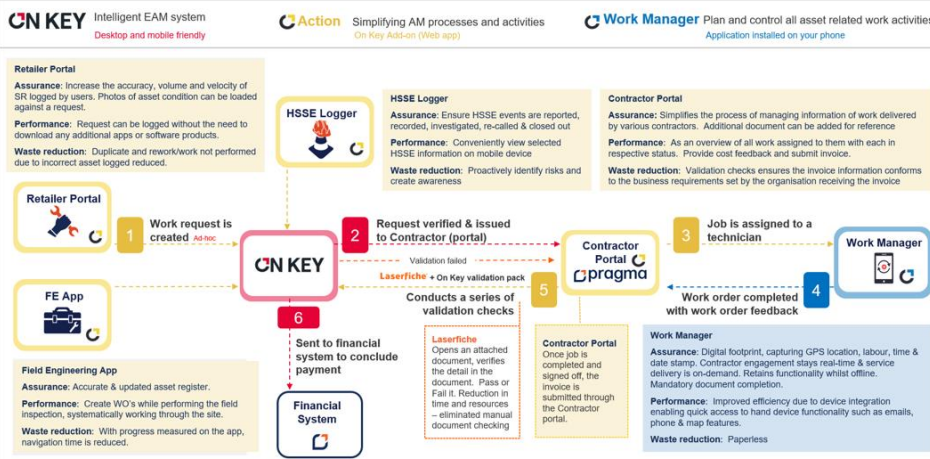 ON KEY Intelligent EAM system
Desktop and mobile friendly
Action Simplifying AM processes and activities
On Key Add-on (Web app)
Work Manager Plan and control all asset related work activities
Application installed on your phone
Retailer Portal
Assurance: Increase the accuracy, volume and velocity of
SR logged by users. Photos of asset condition can be loaded
against a request.
Performance: Request can be logged without the need to
download any additional apps or software products.
Waste reduction: Duplicate and rework/work not performed
due to incorrect asset logged reduced.
HSSE Logger
HSSE Logger
Assurance: Ensure HSSE events are reported,
recorded, investigated, re-called & closed out
Performance: Conveniently view selected
HSSE information on mobile device
Waste reduction: Proactively identify risks and
create awareness
Contractor Portal
Assurance: Simplifies the process of managing information of work delivered
by various contractors. Additional document can be added for reference
Performance: As an overview of all work assigned to them with each in
respective status. Provide cost feedback and submit invoice.
Waste reduction: Validation checks ensures the invoice information conforms
to the business requirements set by the organisation receiving the invoice
Retailer Portal
1
Work request is
created Ad-hoc
ON KEY
2
Request verified & issued
to Contractor (portal)
Validation failed
Laserfiche + On Key validation pack
5
Conducts a series of
validation checks
Contractor
Portal
pragma
3
Job is assigned to a
technician
Work Manager
4
Work order completed
with work order feedback
FE App
6
Sent to financial
system to conclude
payment
Financial
System
Field Engineering App
Assurance: Accurate & updated asset register.
Performance: Create WO's while performing the field
inspection, systematically working through the site.
Waste reduction: With progress measured on the app,
navigation time is reduced.
Laserfiche
Opens an attached
document, verifies
the detail in the
document. Pass or
Fail it. Reduction in
time and resources
– eliminated manual
document checking
Contractor Portal
Once job is
completed and
signed off, the
invoice is
submitted through
the Contractor
portal.
Work Manager
Assurance: Digital footprint, capturing GPS location, labour, time &
date stamp. Contractor engagement stays real-time & service
delivery is on-demand. Retains functionality whilst offline.
Mandatory document completion.
Performance: Improved efficiency due to device integration
enabling quick access to hand device functionality such as emails,
phone & map features.
Waste reduction: Paperless